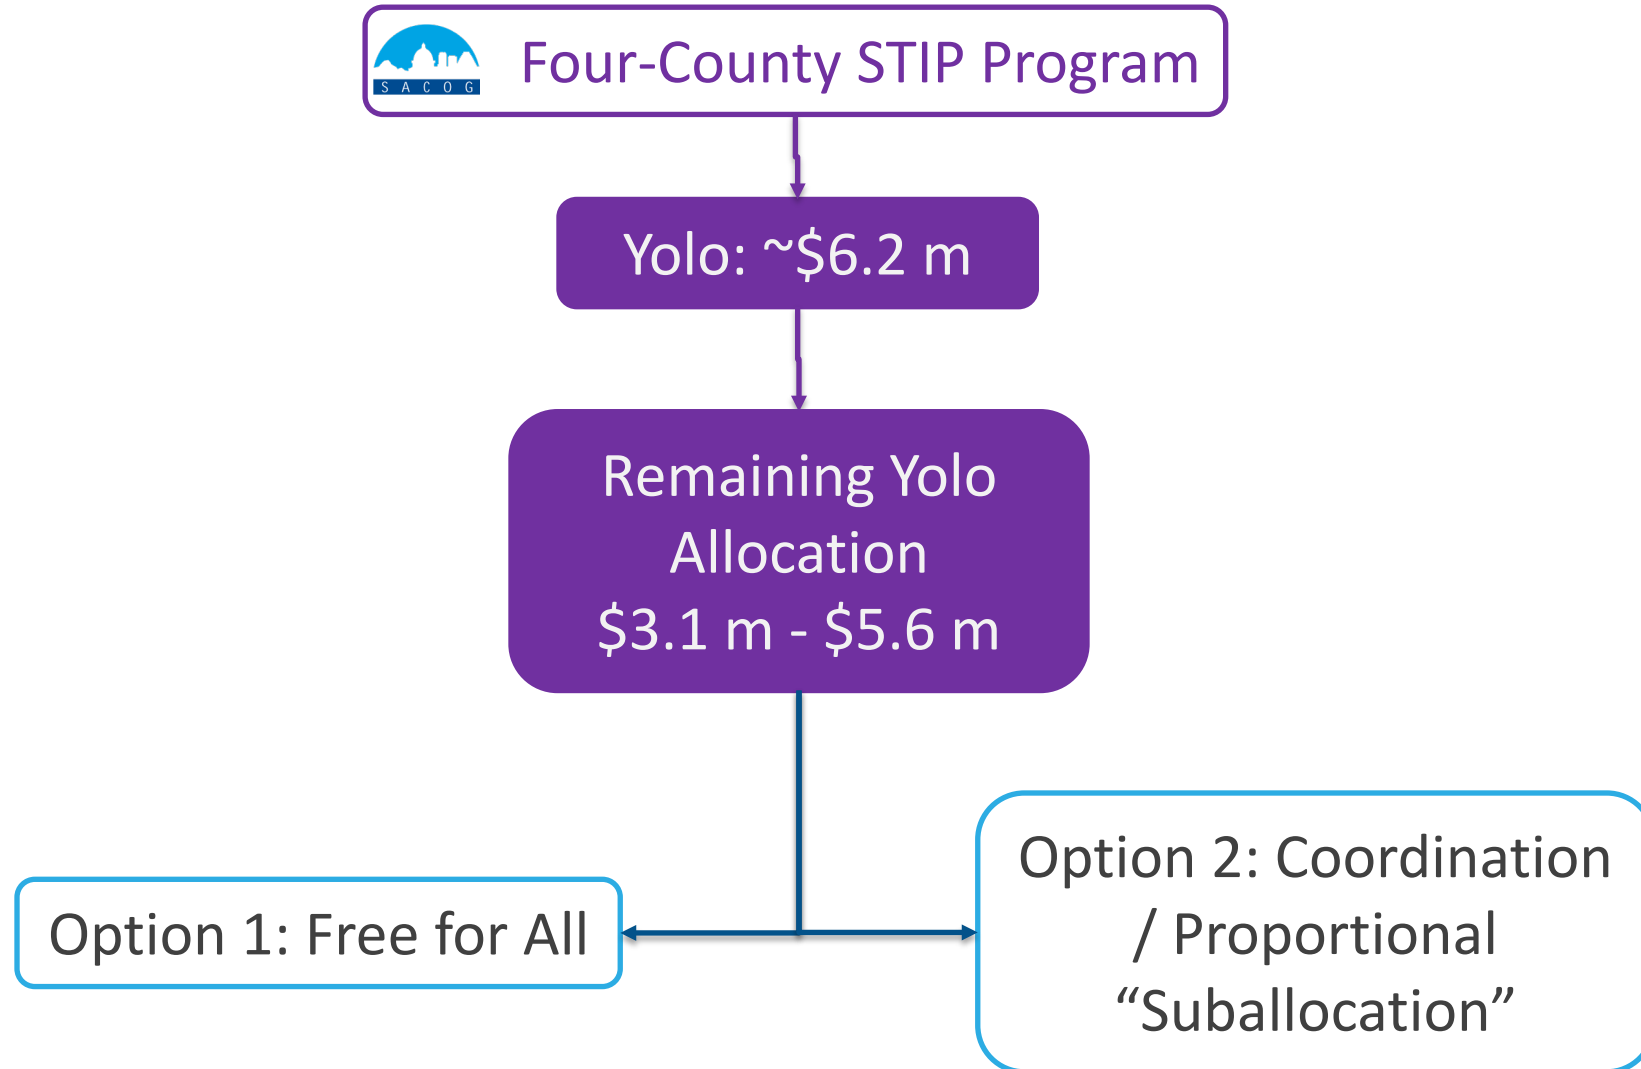 SACOG
Four-County STIP Program
Yolo: ~$6.2 m
Remaining Yolo
Allocation
$3.1 m - $5.6 m
Option 1: Free for All
Option 2: Coordination
/ Proportional
“Suballocation”